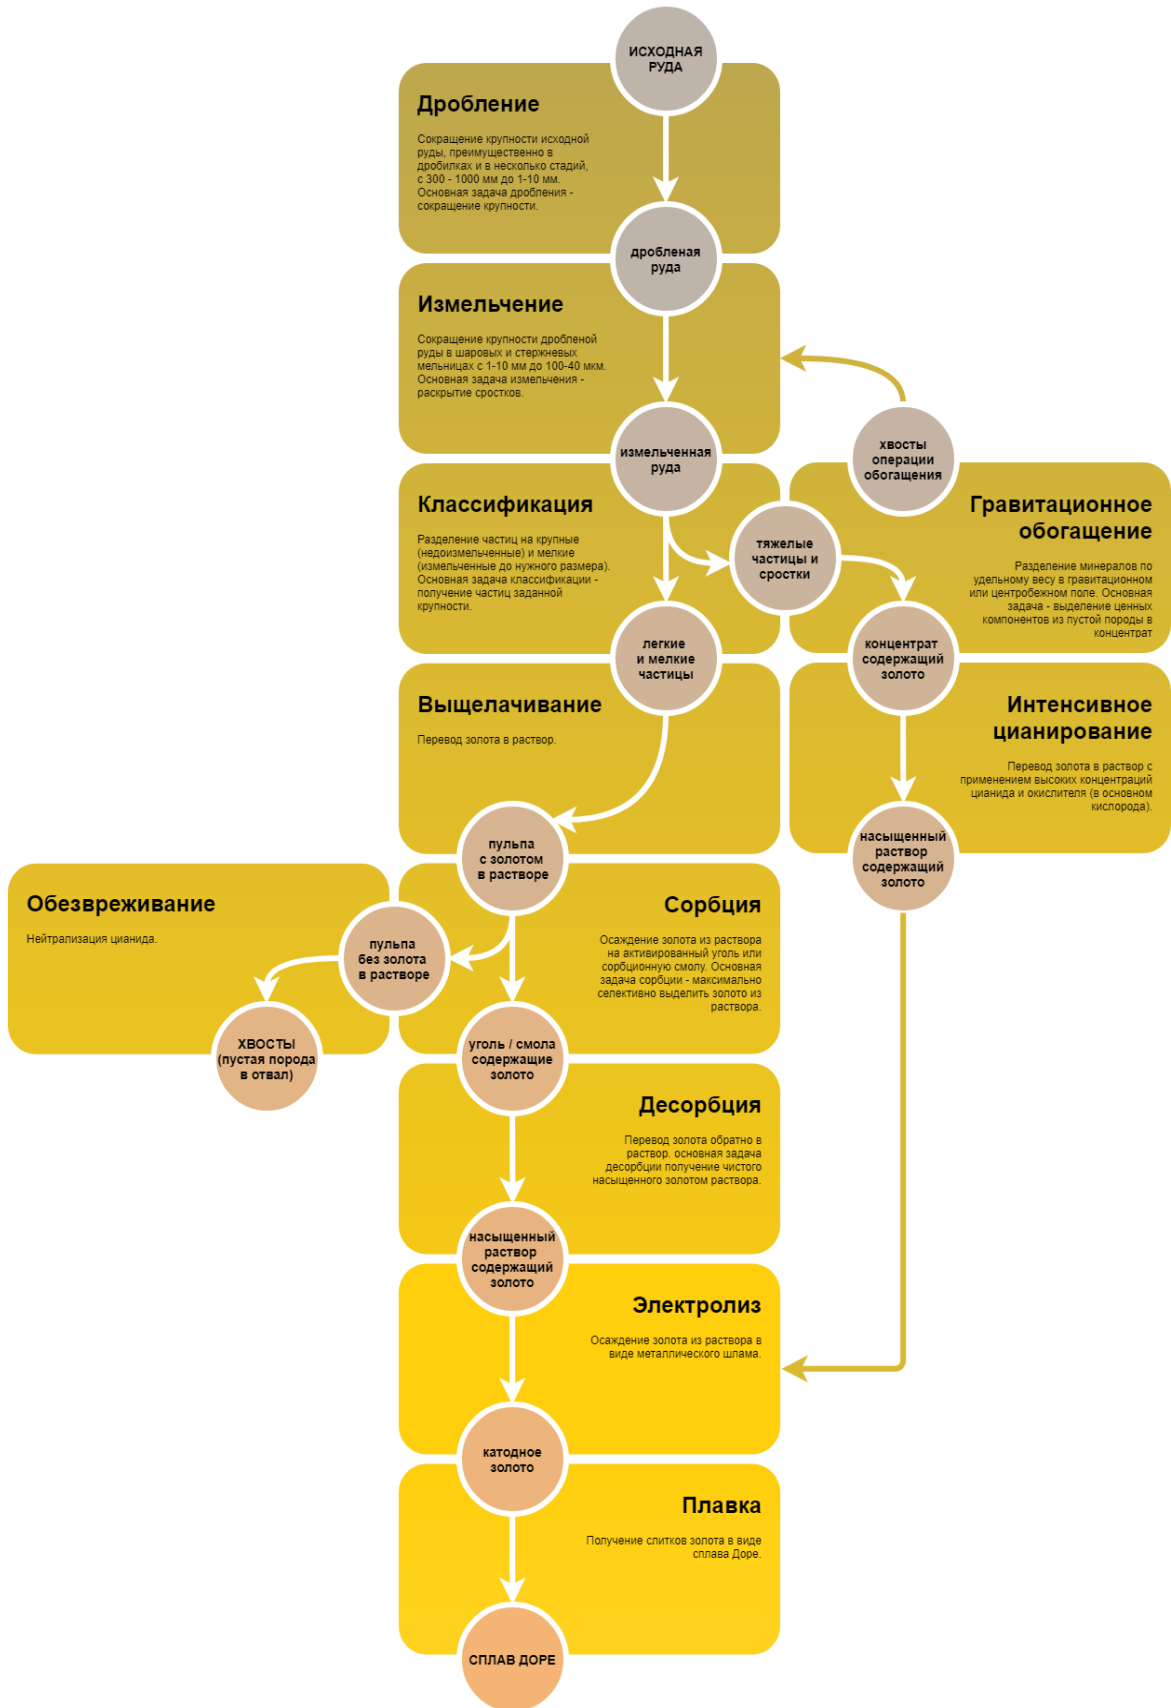 ИСХОДНАЯ
РУДА
Дробление
Сокращение крупности исходной
руды, преимущественно в
дробилках и в несколько стадий,
с 300 - 1000 мм до 1-10 мм.
Основная задача дробления -
сокращение крупности.
дробленая
руда
Измельчение
Сокращение крупности дробленой
руды в шаровых и стержневых
мельницах с 1-10 мм до 100-40 мкм.
Основная задача измельчения -
раскрытие сростков.
измельченная
руда
хвосты
операции
обогащения
Классификация
Разделение частиц на крупные
(недоизмельченные) и мелкие
(измельченные до нужного размера).
Основная задача классификации -
получение частиц заданной
крупности.
тяжелые
частицы и
сростки
Гравитационное
обогащение
Разделение минералов по
удельному весу в гравитационном
или центробежном поле. Основная
задача - выделение ценных
компонентов из пустой породы в
концентрат
легкие
и мелкие
частицы
концентрат
содержащий
золото
Выщелачивание
Перевод золота в раствор.
Интенсивное
цианирование
Перевод золота в раствор с
применением высоких концентраций
цианида и окислителя (в основном
кислорода).
пульпа
с золотом
в растворе
насыщенный
раствор
содержащий
золото
Обезвреживание
Нейтрализация цианида.
пульпа
без золота
в растворе
Сорбция
Осаждение золота из раствора
на активированный уголь или
сорбционную смолу. Основная
задача сорбции - максимально
селективно выделить золото из
раствора.
ХВОСТЫ
(пустая порода
в отвал)
уголь / смола
содержащие
золото
Десорбция
Перевод золота обратно в
раствор. основная задача
десорбции получение чистого
насыщенного золотом раствора.
насыщенный
раствор
содержащий
золото
Электролиз
Осаждение золота из раствора в
виде металлического шлама.
катодное
золото
Плавка
Получение слитков золота в виде
сплава Доре.
СПЛАВ ДОРЕ